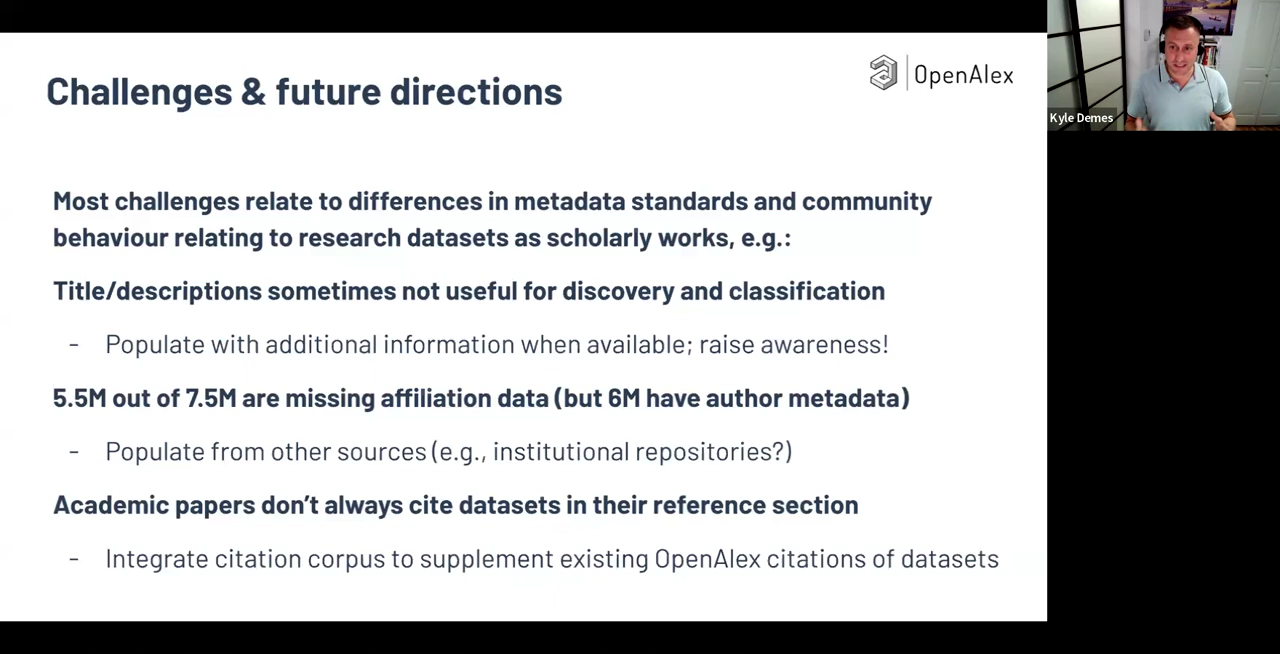 Challenges & future directions
OpenAlex
Kyle Demes
Most challenges relate to differences in metadata standards and community
behaviour relating to research datasets as scholarly works, e.g.:
Title/descriptions sometimes not useful for discovery and classification
- Populate with additional information when available; raise awareness!
5.5M out of 7.5M are missing affiliation data (but 6M have author metadata)
- Populate from other sources (e.g., institutional repositories?)
Academic papers don't always cite datasets in their reference section
- Integrate citation corpus to supplement existing OpenAlex citations of datasets